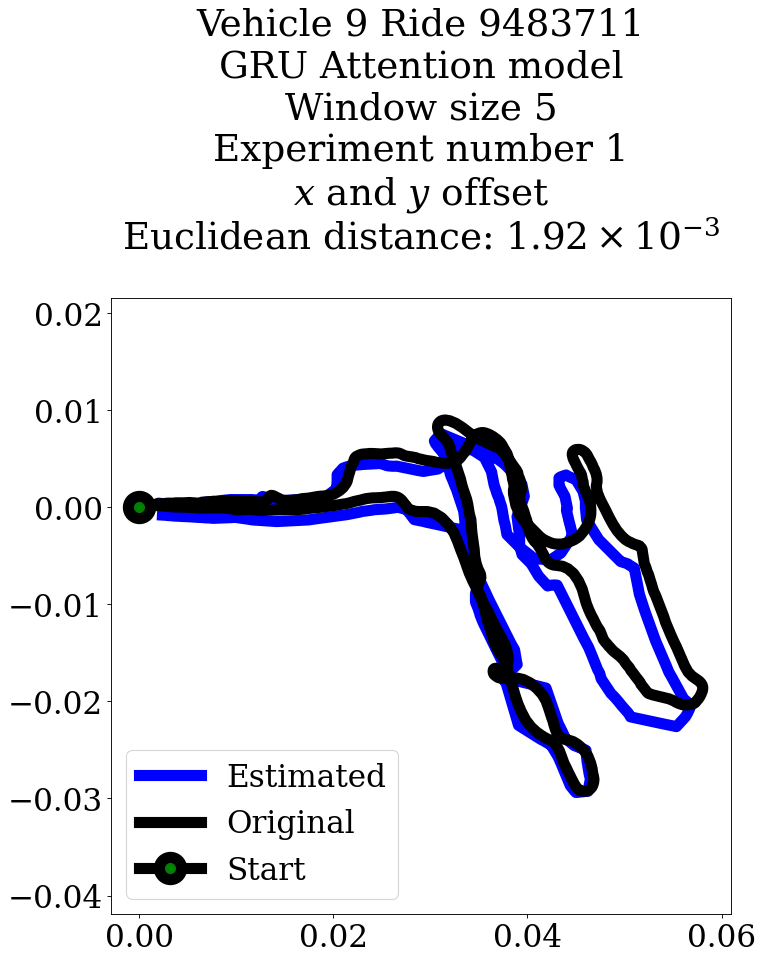 Vehicle 9 Ride 9483711
GRU Attention model
Window size 5
Experiment number 1
x and y offset
Euclidean distance: 1.92 × 10⁻³
0.02
0.01
0.00
−0.01
−0.02
−0.03
−0.04
Estimated
Original
Start
0.00 0.02 0.04 0.06